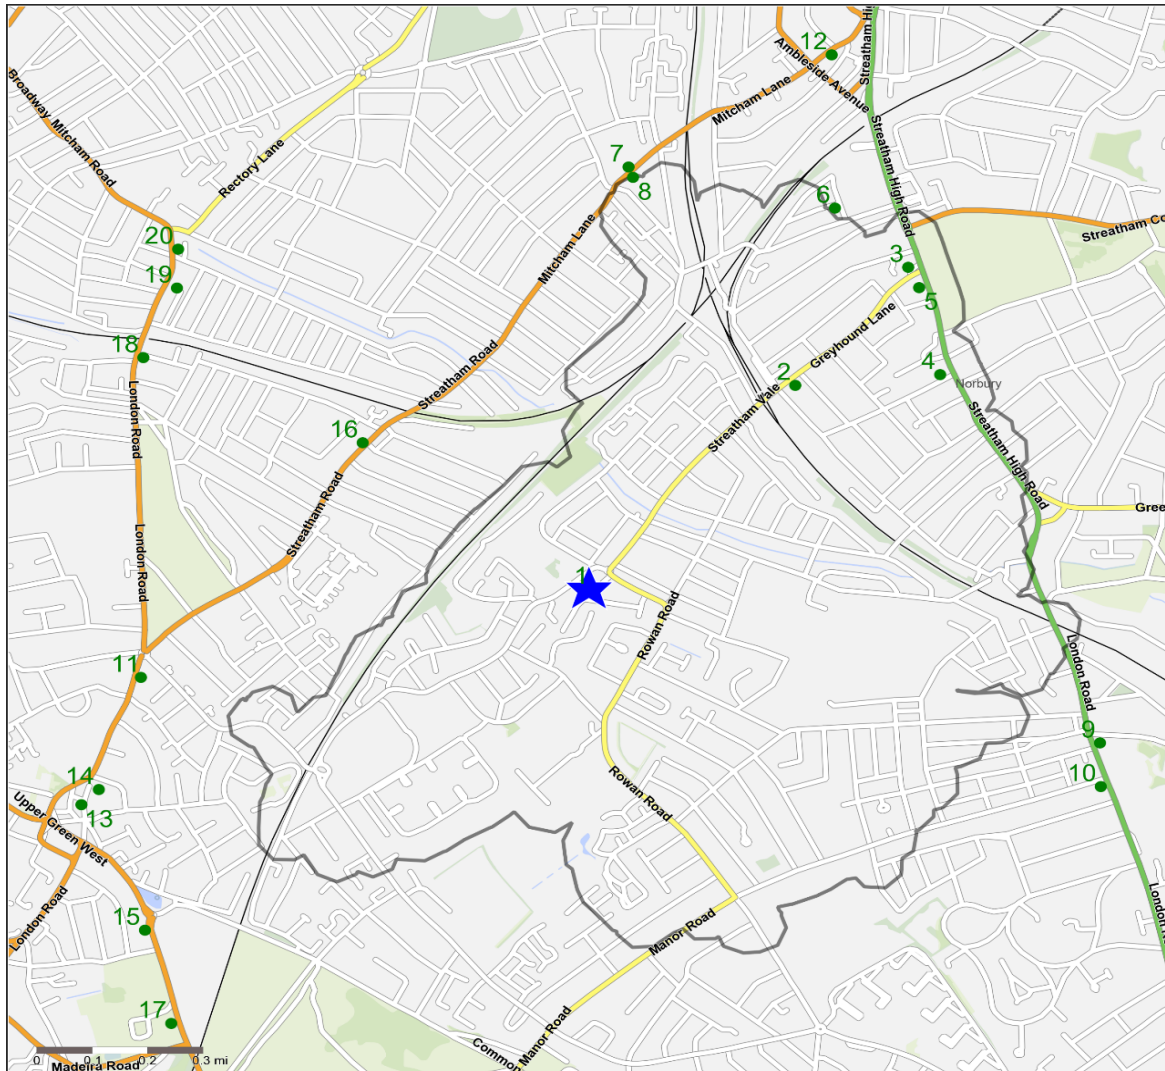 12
Ambleside Avenue
Streatham Hig
Mitcham Lane
Broadway Mitcham Road
Rectory Lane
7
8
6
Streatham High Road
Streatham High Road
Streatham Co
20
19
Mitcham Lane
3
5
Greyhound Lane
18
2
4
Norbury
London Road
Streatham Road
Streatham Vale
16
Streatham High Road
Gree
Streatham Road
London Road
1
Rowan Road
11
London Road
9
10
14
13
Upper Green West
Rowan Road
London Road
15
Manor Road
London R
17
Manor Road
Common
0 0.1 0.2 0.3 mi
Madeira Road